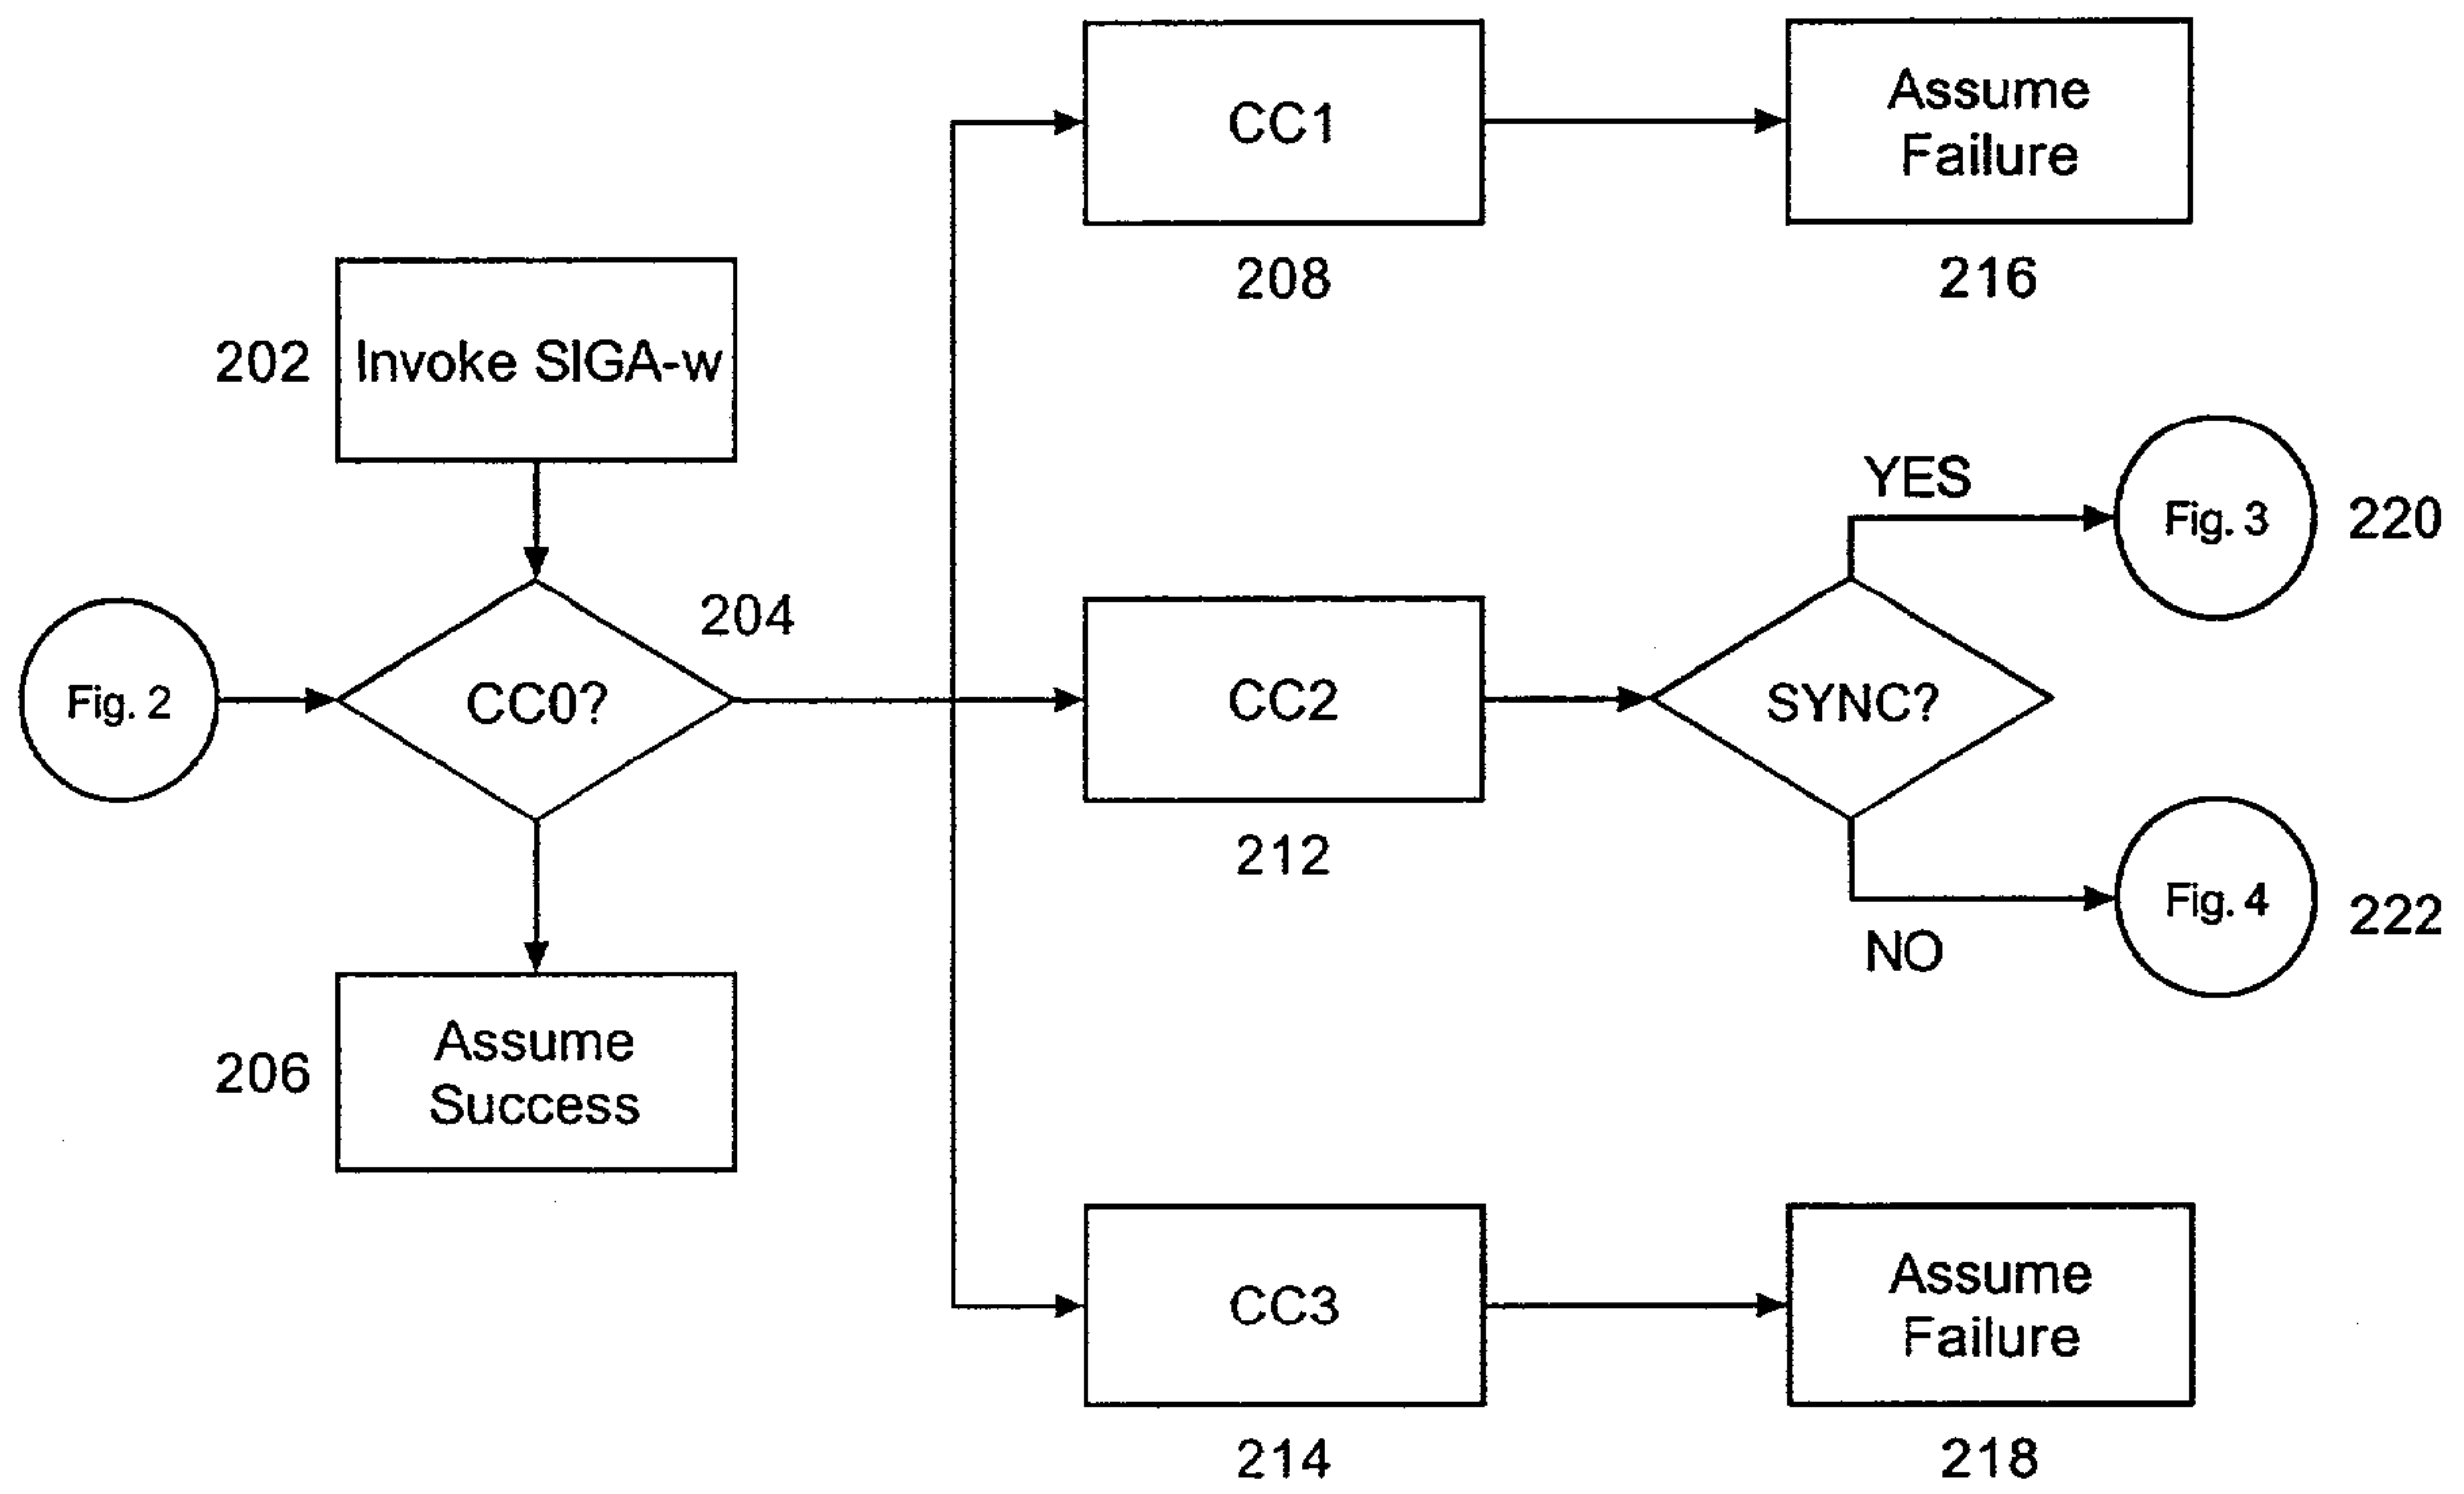 CC1
208
Assume
Failure
216
202
Invoke SIGA-w
Fig. 2
CC0?
204
206
Assume
Success
CC2
212
SYNC?
YES
Fig. 3
220
NO
Fig. 4
222
CC3
214
Assume
Failure
218